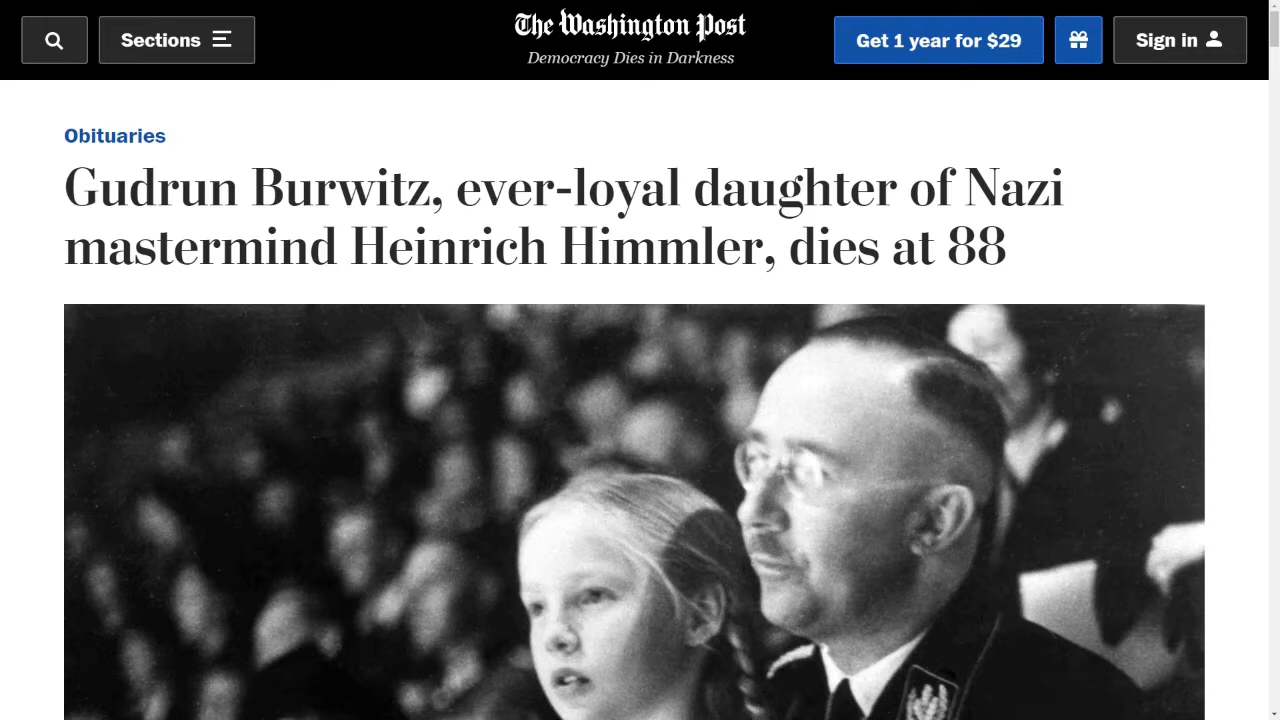 Sections
The Washington Post
Democracy Dies in Darkness
Get 1 year for $29
Sign in
Obituaries
Gudrun Burwitz, ever-loyal daughter of Nazi
mastermind Heinrich Himmler, dies at 88